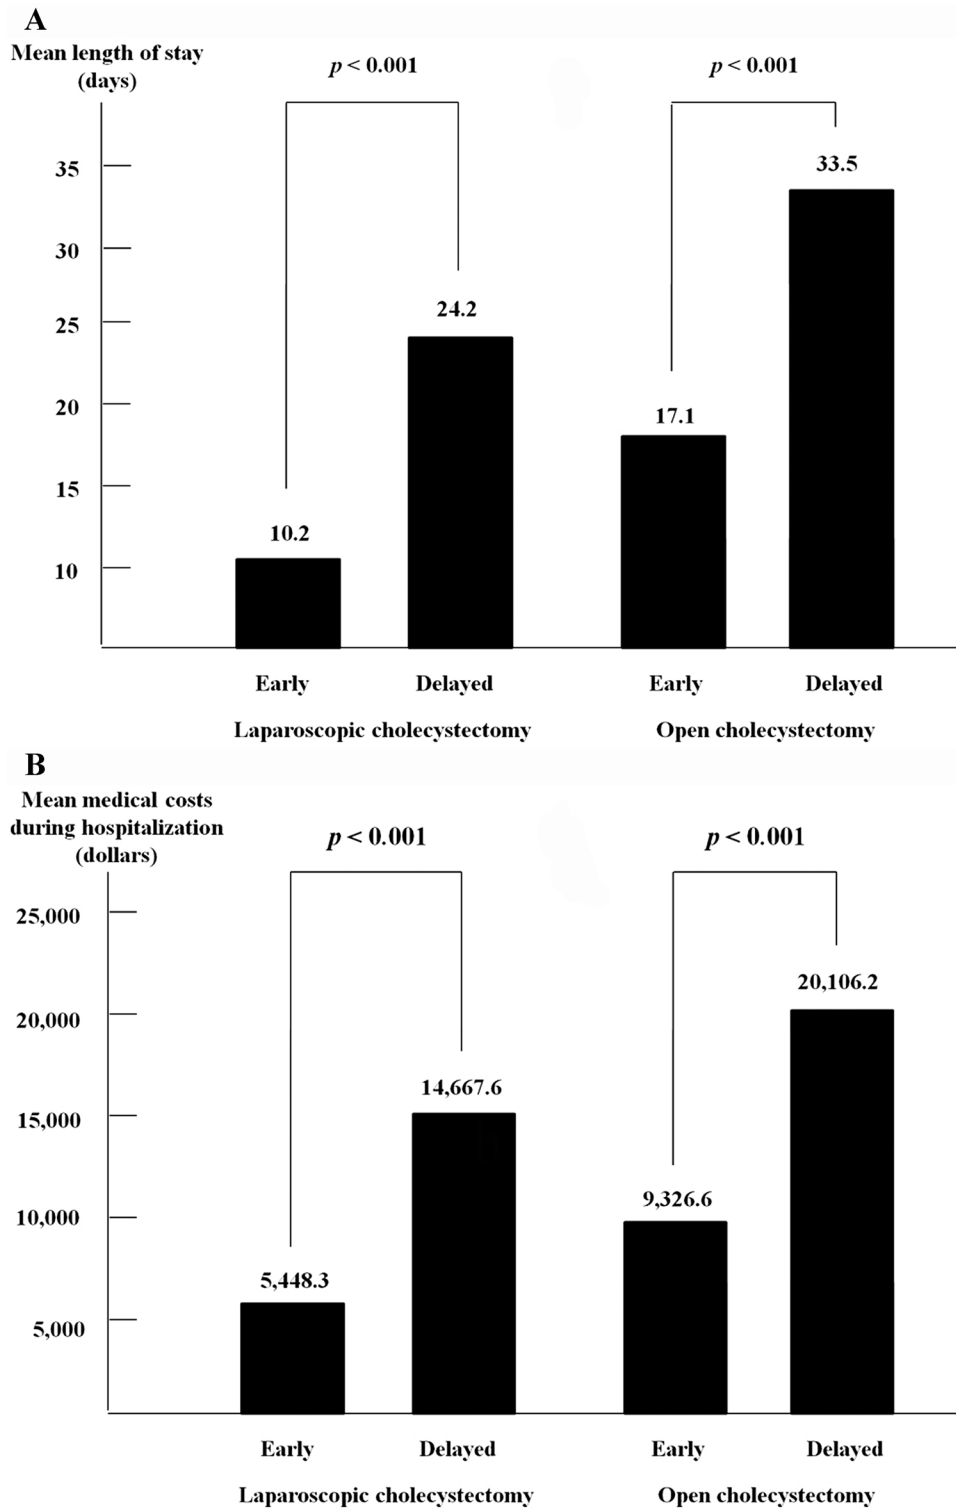 A
Mean length of stay
(days)
p < 0.001
p < 0.001
35
30
25
20
15
10
33.5
24.2
17.1
10.2
Early
Delayed
Early
Delayed
Laparoscopic cholecystectomy
Open cholecystectomy
B
Mean medical costs
during hospitalization
(dollars)
p < 0.001
p < 0.001
25,000
20,000
15,000
10,000
5,000
20,106.2
14,667.6
9,326.6
5,448.3
Early
Delayed
Early
Delayed
Laparoscopic cholecystectomy
Open cholecystectomy